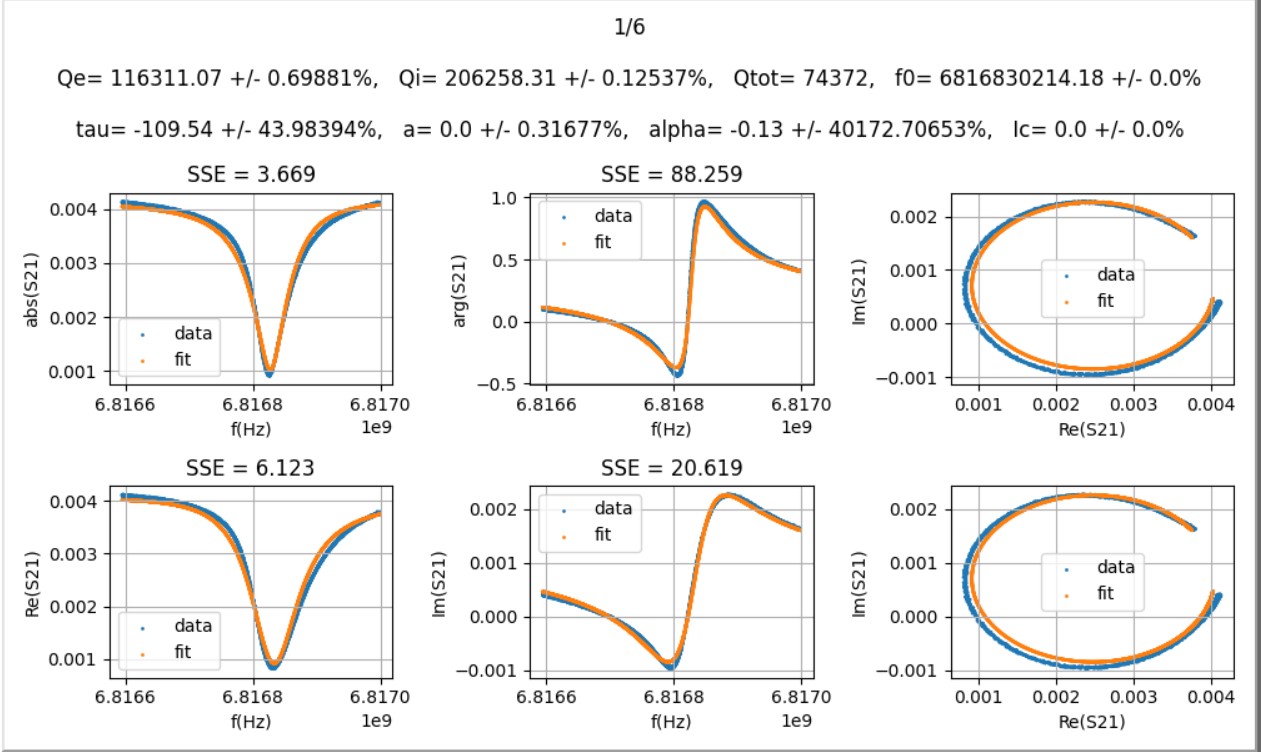 1/6
Qe= 116311.07 +/- 0.69881%, Qi= 206258.31 +/- 0.12537%, Qtot= 74372, f0= 6816830214.18 +/- 0.0%
tau= -109.54 +/- 43.98394%, a= 0.0 +/- 0.31677%, alpha= -0.13 +/- 40172.70653%, Ic= 0.0 +/- 0.0%
SSE = 3.669
abs(S21)
0.004
0.003
0.002
0.001
data
fit
6.8166 6.8168 6.8170
f(Hz) 1e9
SSE = 88.259
arg(S21)
1.0
0.5
0.0
−0.5
data
fit
6.8166 6.8168 6.8170
f(Hz) 1e9
Im(S21)
0.002
0.001
0.000
−0.001
data
fit
0.001 0.002 0.003 0.004
Re(S21)
SSE = 6.123
Re(S21)
0.004
0.003
0.002
0.001
data
fit
6.8166 6.8168 6.8170
f(Hz) 1e9
SSE = 20.619
Im(S21)
0.002
0.001
0.000
−0.001
data
fit
6.8166 6.8168 6.8170
f(Hz) 1e9
Im(S21)
0.002
0.001
0.000
−0.001
data
fit
0.001 0.002 0.003 0.004
Re(S21)